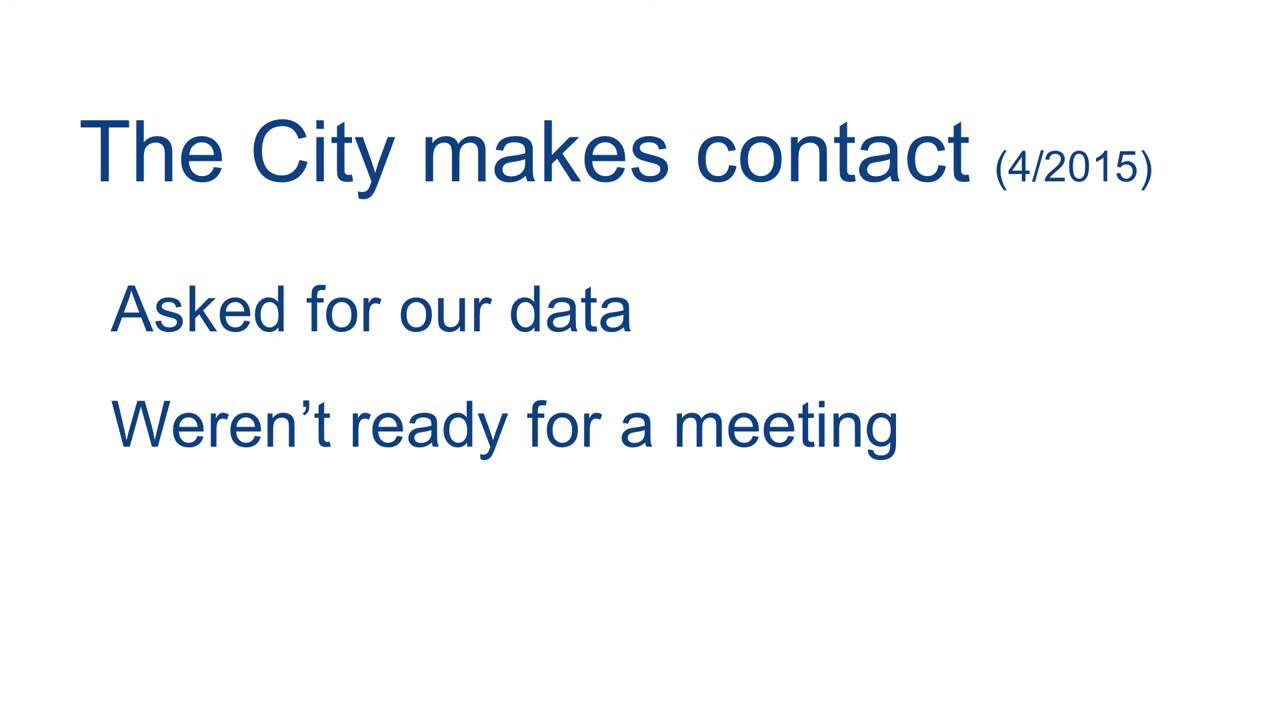 The City makes contact (4/2015)
Asked for our data
Weren’t ready for a meeting